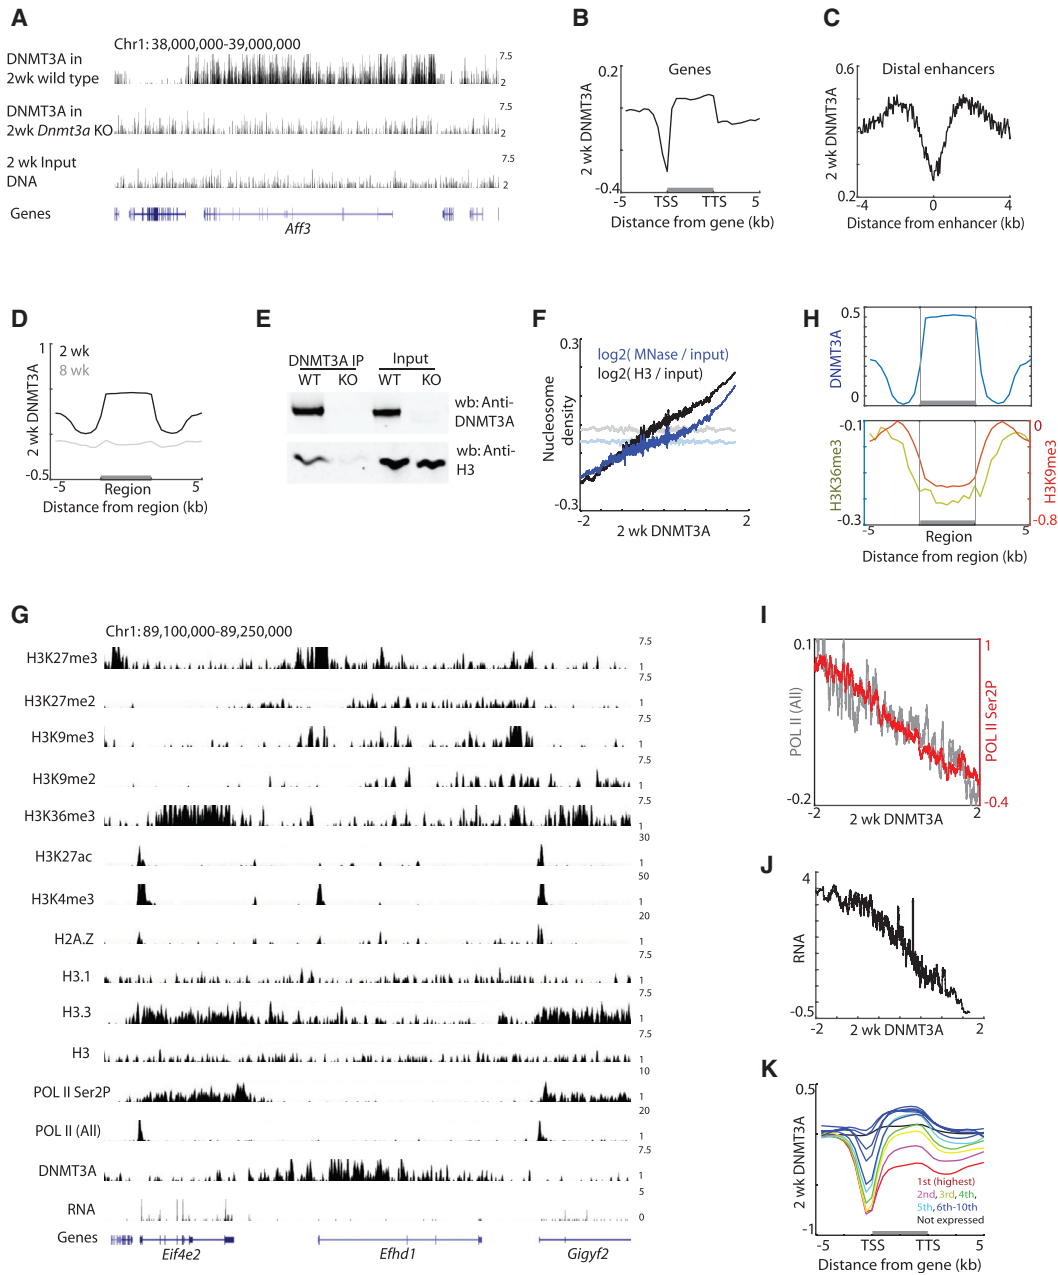 A
Chr1: 38,000,000-39,000,000
DNMT3A in
2wk wild type
7.5
2
DNMT3A in
2wk Dnmt3a KO
7.5
2
2 wk Input
DNA
7.5
2
Genes
Aff3
B
Genes
0.2
2 wk DNMT3A
-0.4
-5
TSS
TTS
5
Distance from gene (kb)
C
Distal enhancers
0.6
2 wk DNMT3A
0.2
-4
0
4
Distance from enhancer (kb)
D
1
2 wk
8 wk
2 wk DNMT3A
-0.5
-5
Region
5
Distance from region (kb)
E
DNMT3A IP
Input
WT
KO
WT
KO
wb: Anti-
DNMT3A
wb: Anti-
H3
F
0.3
log2( MNase / input)
log2( H3 / input)
Nucleosome
density
-0.3
-2
2
2 wk DNMT3A
H
0.5
DNMT3A
0
-0.1
0
H3K36me3
H3K9me3
-0.3
-0.8
-5
Region
5
Distance from region (kb)
G
Chr1: 89,100,000-89,250,000
H3K27me3
7.5
1
H3K27me2
7.5
1
H3K9me3
7.5
1
H3K9me2
7.5
1
H3K36me3
7.5
1
H3K27ac
30
1
H3K4me3
50
1
H2A.Z
20
1
H3.1
7.5
1
H3.3
7.5
1
H3
7.5
1
POL II Ser2P
10
1
POL II (All)
20
1
DNMT3A
7.5
1
RNA
5
0
Genes
Eif4e2
Efhd1
Gigyf2
I
0.1
1
POL II (All)
POL II Ser2P
-0.2
-0.4
-2
2
2 wk DNMT3A
J
4
RNA
-0.5
-2
2
2 wk DNMT3A
K
0.5
2 wk DNMT3A
1st (highest)
2nd, 3rd, 4th,
5th, 6th-10th
Not expressed
-1
-5
TSS
TTS
5
Distance from gene (kb)